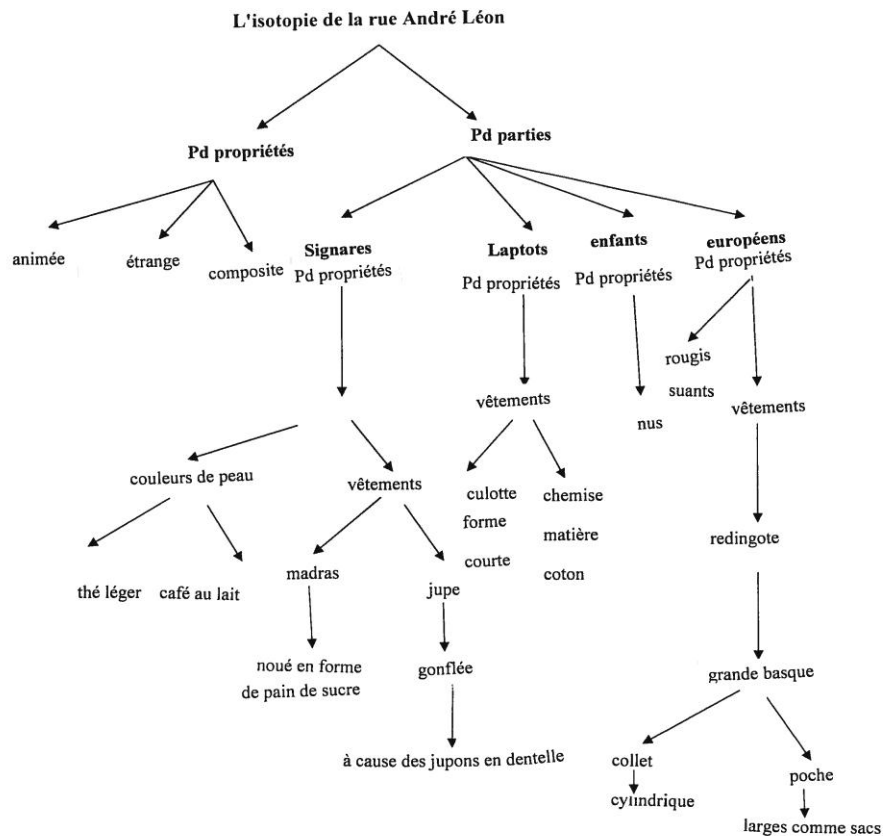 L'isotopie de la rue André Léon
Pd propriétés
Pd parties
animée
étrange
composite
Signares
Pd propriétés
Laptots
Pd propriétés
enfants
Pd propriétés
européens
Pd propriétés
rougis
suants
vêtements
nus
vêtements
couleurs de peau
vêtements
culotte
forme
courte
chemise
matière
coton
redingote
thé léger
café au lait
madras
jupe
noué en forme
de pain de sucre
gonflée
grande basque
à cause des jupons en dentelle
collet
cylindrique
poche
larges comme sacs